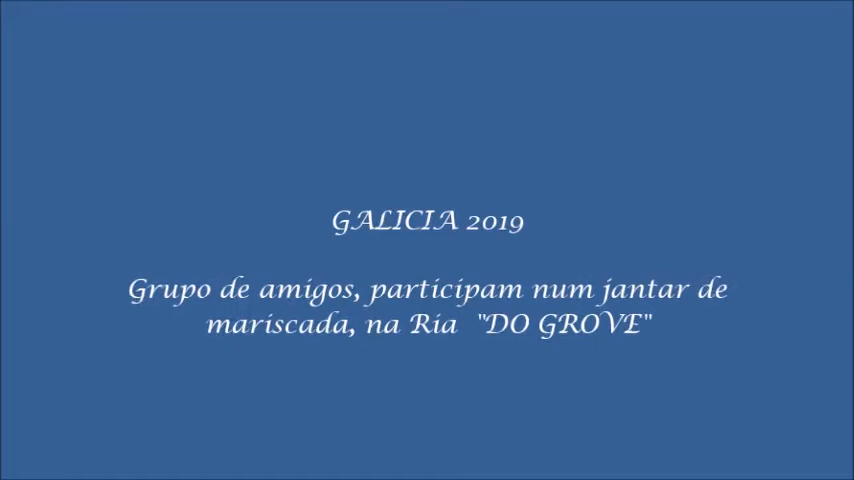 GALICIA 2019
Grupo de amigos, participam num jantar de
mariscada, na Ria "DO GROVE"